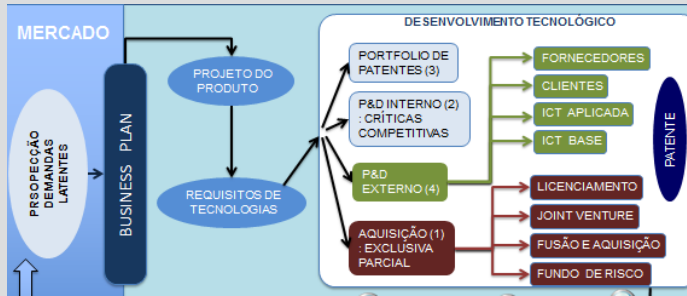 MERCADO
PRSOPECÇÃO
DEMANDAS
LATENTES
BUSINESS PLAN
PROJETO DO
PRODUTO
REQUISITOS DE
TECNOLOGIAS
DESENVOLVIMENTO TECNOLÓGICO
PORTFOLIO DE
PATENTES (3)
P&D INTERNO (2)
: CRÍTICAS
COMPETITIVAS
P&D
EXTERNO (4)
AQUISIÇÃO (1)
: EXCLUSIVA
PARCIAL
FORNECEDORES
CLIENTES
ICT APLICADA
ICT BASE
LICENCIAMENTO
JOINT VENTURE
FUSÃO E AQUISIÇÃO
FUNDO DE RISCO
PATENTE